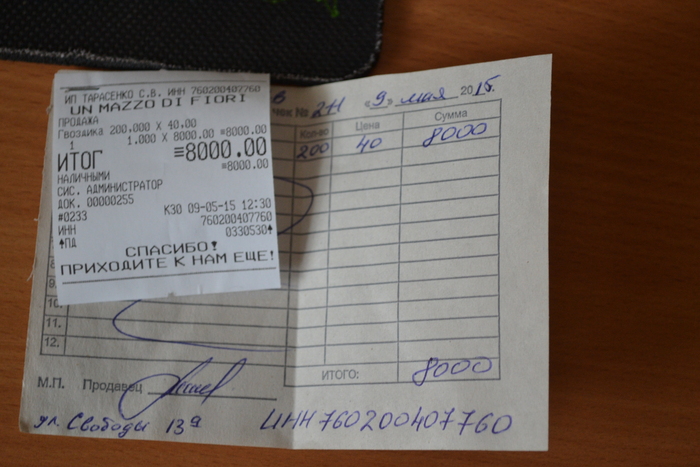 ИП ТАРАСЕНКО С.В. ИНН 760200407760
UN MAZZO DI FIORI
ПРОДАЖА
Гвоздика 200.000 X 40.00
1 1.000 X 8000.00 =8000.00
ИТОГ ≡8000.00
НАЛИЧНЫМИ =8000.00
СИС. АДМИНИСТРАТОР
ДОК. 00000255
#0233 К30 09-05-15 12:30
ИНН 760200407760
ПД 0330530
СПАСИБО!
ПРИХОДИТЕ К НАМ ЕЩЕ!
чек № 2Н «9» мая 2015
Кол-во Цена Сумма
200 40 8000
10.
11.
12.
ИТОГО: 8000
М.П. Продавец
ул. Свободы 13а ИНН 760200407760